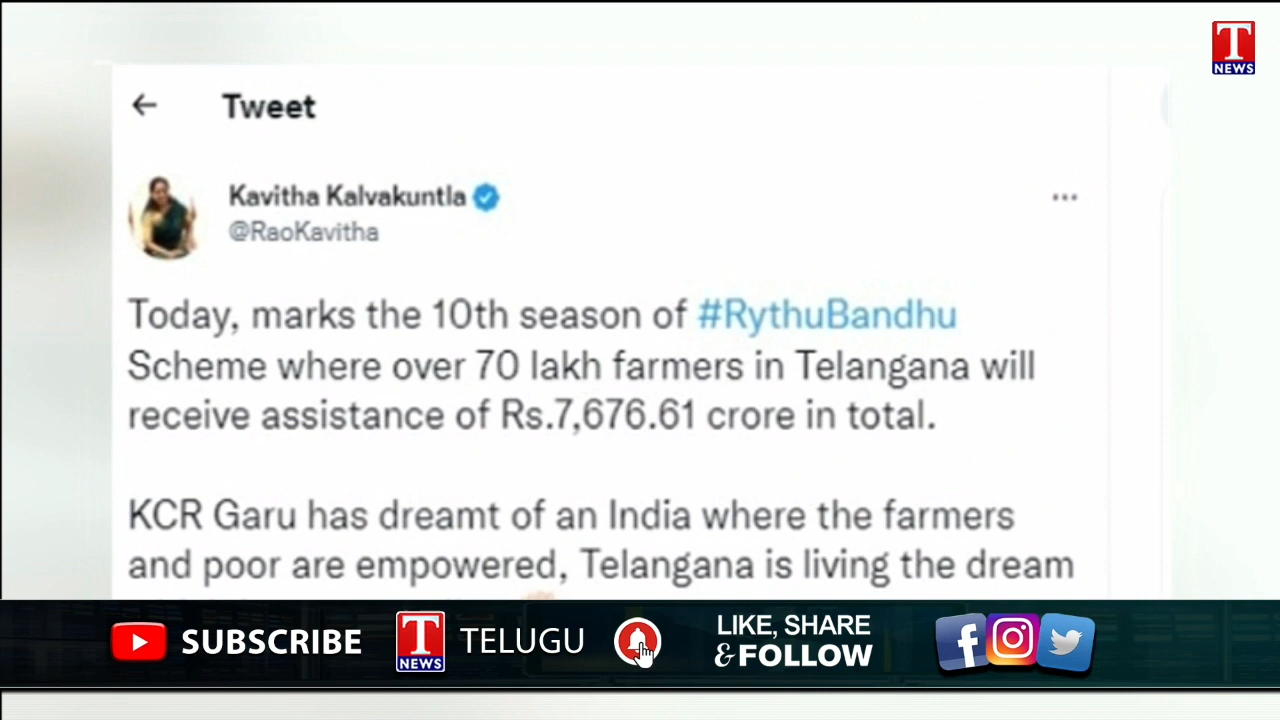 T
NEWS
Tweet
Kavitha Kalvakuntla
@RaoKavitha
Today, marks the 10th season of #RythuBandhu
Scheme where over 70 lakh farmers in Telangana will
receive assistance of Rs.7,676.61 crore in total.
KCR Garu has dreamt of an India where the farmers
and poor are empowered, Telangana is living the dream
SUBSCRIBE T NEWS TELUGU LIKE, SHARE
& FOLLOW